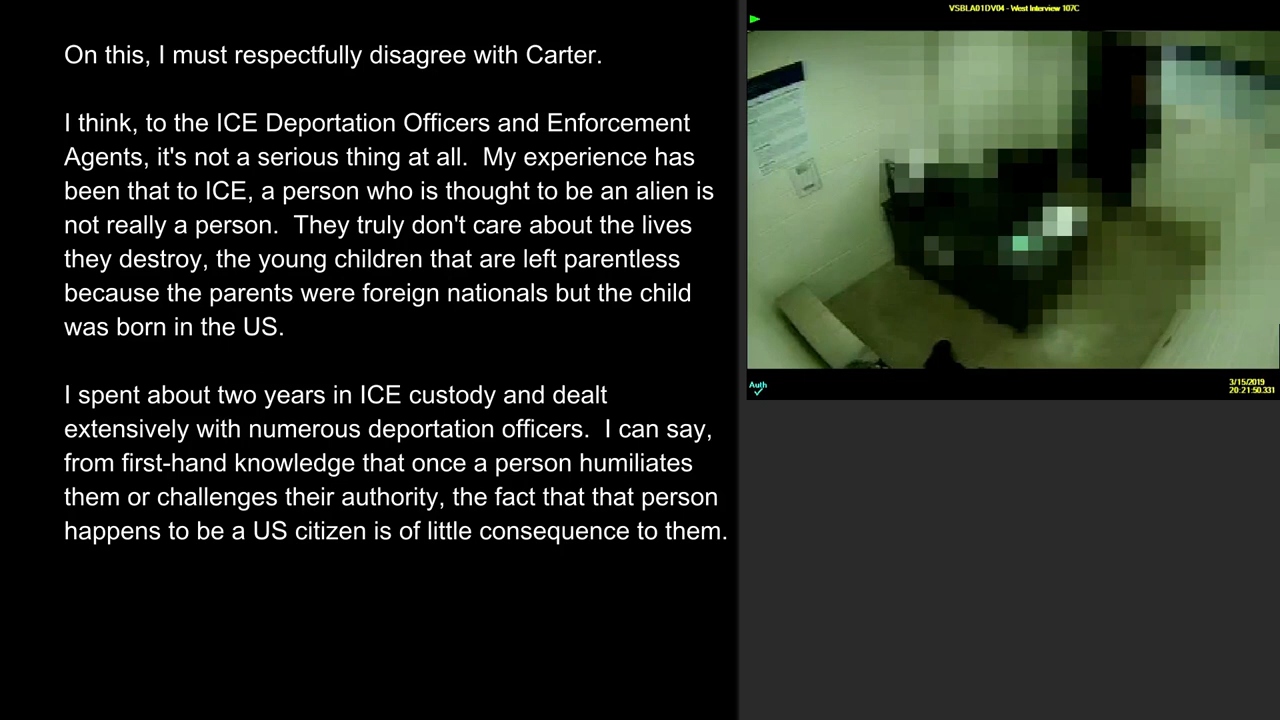 On this, I must respectfully disagree with Carter.
I think, to the ICE Deportation Officers and Enforcement
Agents, it's not a serious thing at all.  My experience has
been that to ICE, a person who is thought to be an alien is
not really a person.  They truly don't care about the lives
they destroy, the young children that are left parentless
because the parents were foreign nationals but the child
was born in the US.
I spent about two years in ICE custody and dealt
extensively with numerous deportation officers.  I can say,
from first-hand knowledge that once a person humiliates
them or challenges their authority, the fact that that person
happens to be a US citizen is of little consequence to them.
VSBLA01DV04 - West Interview 107C
Auth
3/15/2019
20:21:50.331